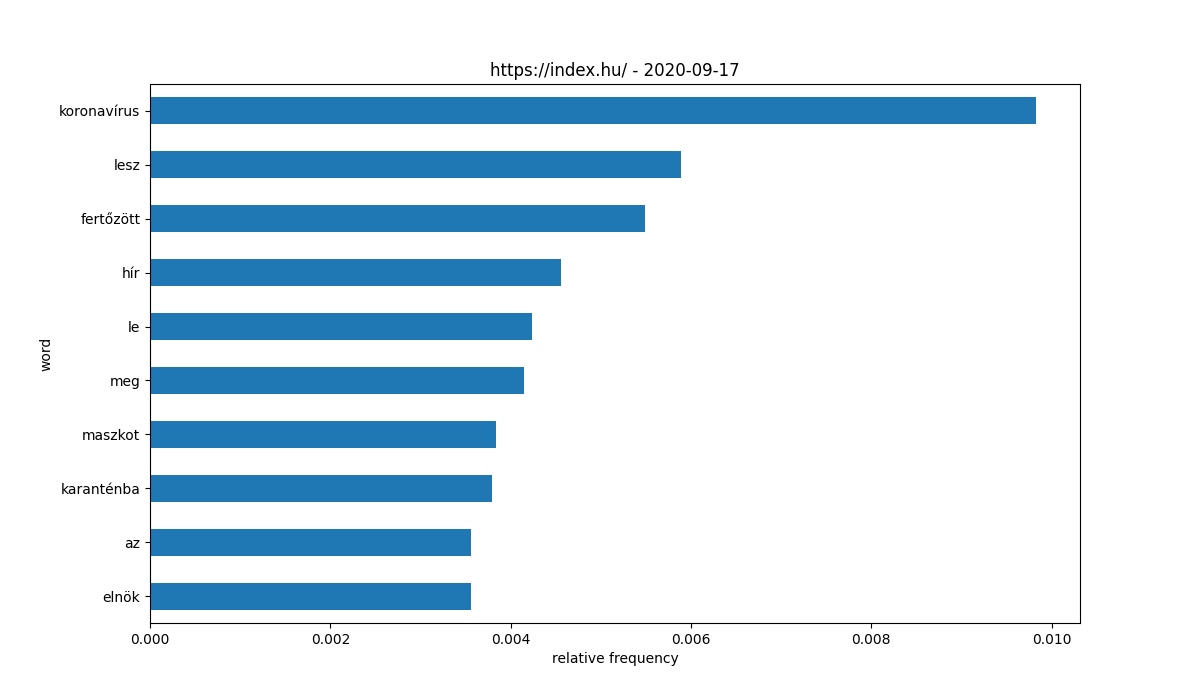 https://index.hu/ - 2020-09-17
koronavírus
lesz
fertőzött
hír
le
meg
maszkot
karanténba
az
elnök
word
0.000 0.002 0.004 0.006 0.008 0.010
relative frequency